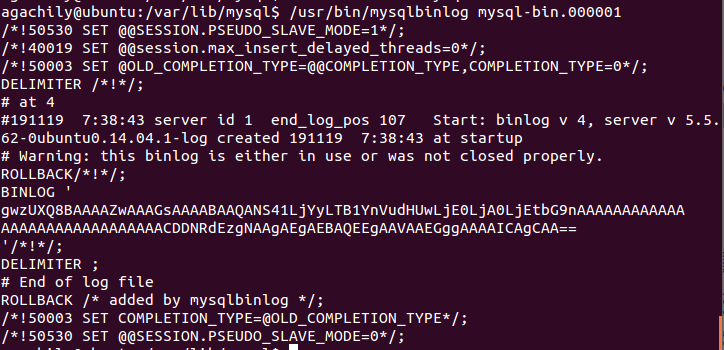 agachily@ubuntu:/var/lib/mysql$ /usr/bin/mysqlbinlog mysql-bin.000001
/*!50530 SET @@SESSION.PSEUDO_SLAVE_MODE=1*/;
/*!40019 SET @@session.max_insert_delayed_threads=0*/;
/*!50003 SET @OLD_COMPLETION_TYPE=@@COMPLETION_TYPE,COMPLETION_TYPE=0*/;
DELIMITER /*!*/;
# at 4
#191119  7:38:43 server id 1  end_log_pos 107   Start: binlog v 4, server v 5.5.
62-0ubuntu0.14.04.1-log created 191119  7:38:43 at startup
# Warning: this binlog is either in use or was not closed properly.
ROLLBACK/*!*/;
BINLOG '
gwzUXQ8BAAAAZwAAAGsAAAABAAQANS41LjYyLTB1YnVudHUwLjE0LjA0LjEtbG9nAAAAAAAAAAAA
AAAAAAAAAAAAAAAAAACDDNRdEzgNAAgAEgAEBAQEEgAAVAAEGggAAAAICAgCAA==
'/*!*/;
DELIMITER ;
# End of log file
ROLLBACK /* added by mysqlbinlog */;
/*!50003 SET COMPLETION_TYPE=@OLD_COMPLETION_TYPE*/;
/*!50530 SET @@SESSION.PSEUDO_SLAVE_MODE=0*/;